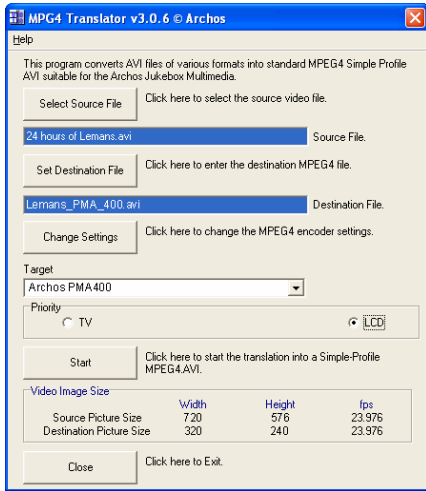 MPG4 Translator v3.0.6 © Archos
Help
This program converts AVI files of various formats into standard MPEG4 Simple Profile
AVI suitable for the Archos Jukebox Multimedia.
Select Source File
Click here to select the source video file.
24 hours of Lemans.avi
Source File.
Set Destination File
Click here to enter the destination MPEG4 file.
Lemans_PMA_400.avi
Destination File.
Change Settings
Click here to change the MPEG4 encoder settings.
Target
Archos PMA400
Priority
TV
LCD
Start
Click here to start the translation into a Simple-Profile
MPEG4.AVI.
Video Image Size
Width Height fps
Source Picture Size 720 576 23.976
Destination Picture Size 320 240 23.976
Close
Click here to Exit.